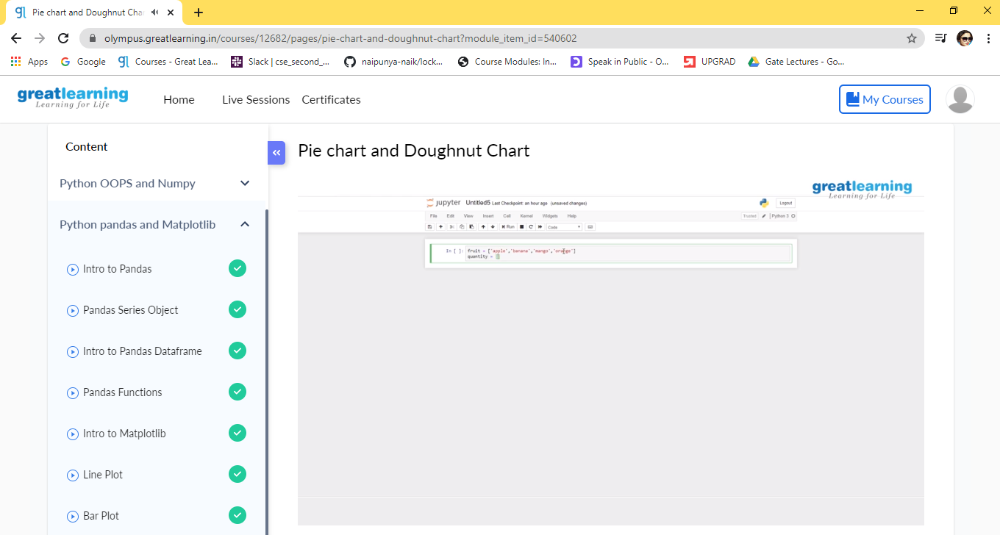 Pie chart and Doughnut Cha
olympus.greatlearning.in/courses/12682/pages/pie-chart-and-doughnut-chart?module_item_id=540602
Apps Google Courses - Great Lea... Slack | cse_second_... naipunya-naik/lock... Course Modules: In... Speak in Public - O... UPGRAD Gate Lectures - Go...
greatlearning
Learning for Life
Home Live Sessions Certificates My Courses
Content
Python OOPS and Numpy
Python pandas and Matplotlib
Intro to Pandas
Pandas Series Object
Intro to Pandas Dataframe
Pandas Functions
Intro to Matplotlib
Line Plot
Bar Plot
Pie chart and Doughnut Chart
greatlearning
Learning for Life
jupyter Untitled5 Last Checkpoint: an hour ago (unsaved changes) Logout
File Edit View Insert Cell Kernel Widgets Help Trusted Python 3
Run Code
In [ ]: fruit = ['apple','banana','mango','orange']
quantity = []